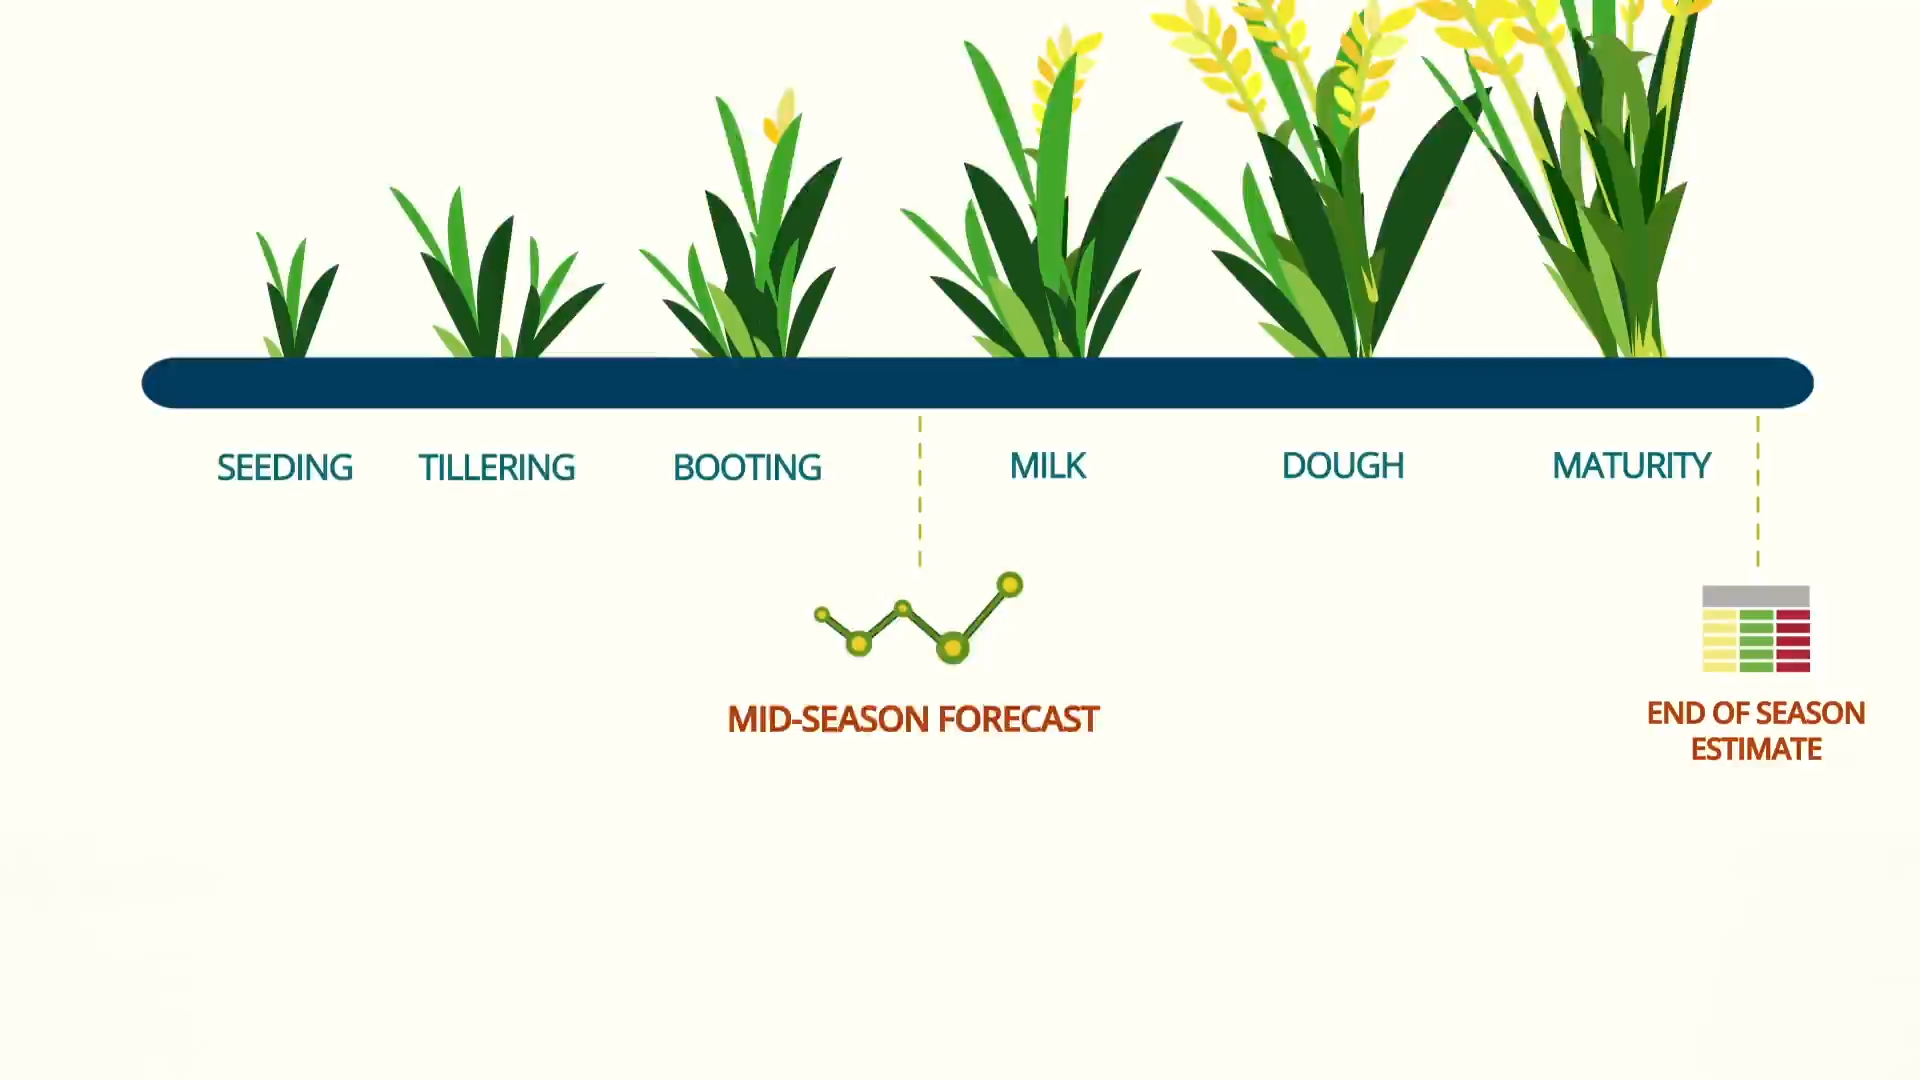 SEEDING
TILLERING
BOOTING
MILK
DOUGH
MATURITY
MID-SEASON FORECAST
END OF SEASON
ESTIMATE